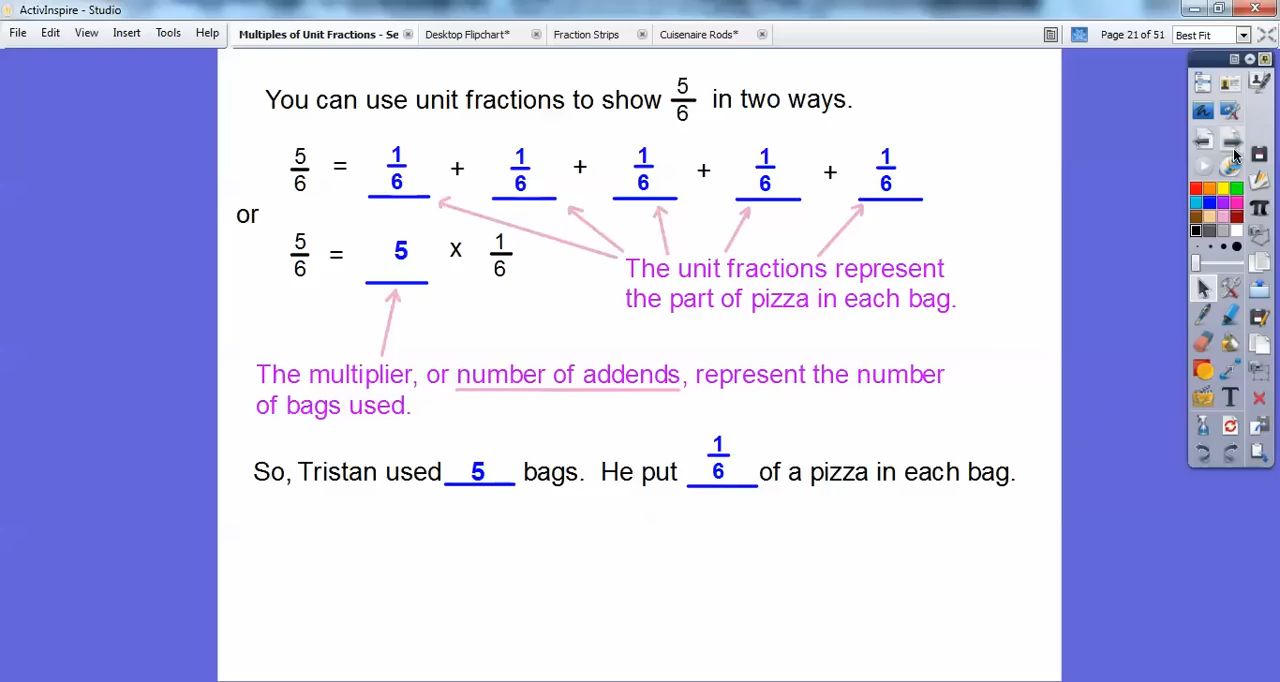 ActivInspire - Studio
File Edit View Insert Tools Help
Multiples of Unit Fractions - Se Desktop Flipchart* Fraction Strips Cuisenaire Rods* Page 21 of 51 Best Fit
You can use unit fractions to show 5/6 in two ways.
5/6 = 1/6 + 1/6 + 1/6 + 1/6 + 1/6
or
5/6 = 5 x 1/6
The unit fractions represent
the part of pizza in each bag.
The multiplier, or number of addends, represent the number
of bags used.
So, Tristan used 5 bags. He put 1/6 of a pizza in each bag.